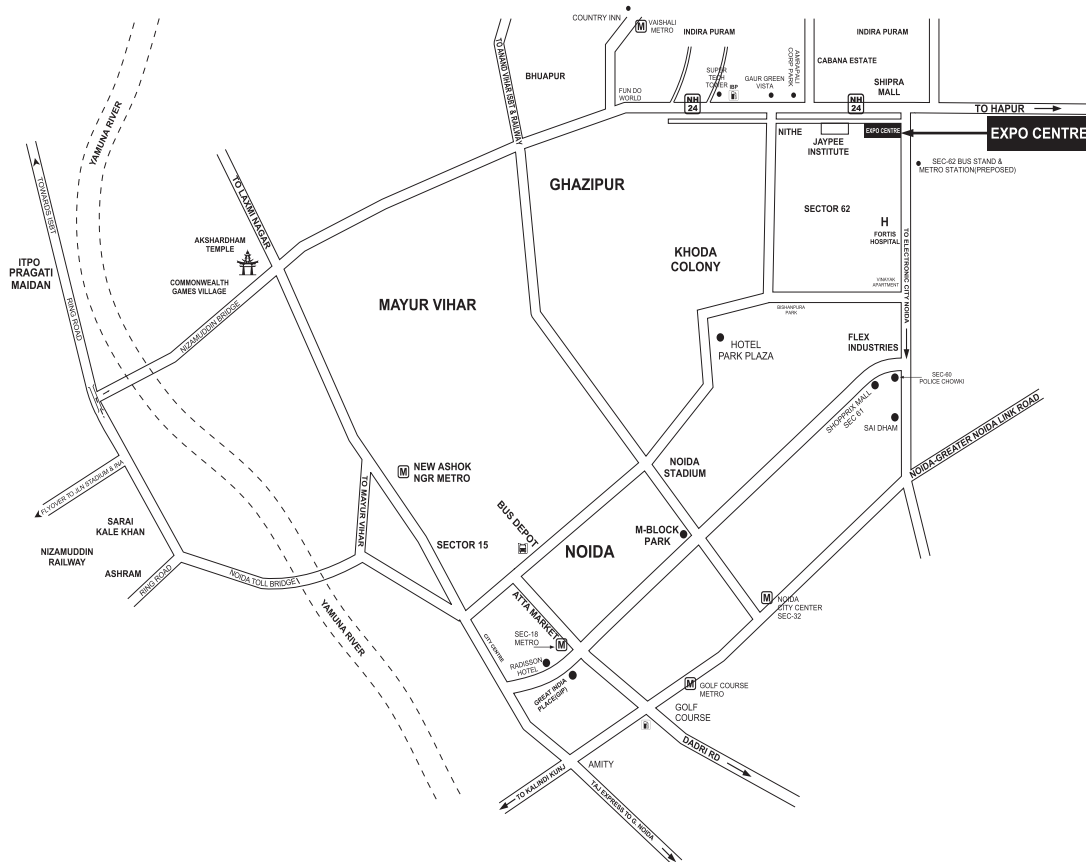 COUNTRY INN
VAISHALI
METRO
M
INDIRA PURAM
INDIRA PURAM
TO ANAND VIHAR ISBT & RAILWAY
BHUAPUR
FUN DO
WORLD
SUPER
TECH
TOWER
IBP
GAUR GREEN
VISTA
AMRAPALI
CORP PARK
CABANA ESTATE
SHIPRA
MALL
NH
24
NH
24
TO HAPUR
EXPO CENTRE
NITHE
JAYPEE
INSTITUTE
EXPO CENTRE
SEC-62 BUS STAND &
METRO STATION(PREPOSED)
YAMUNA RIVER
TOWARDS ISBT
TO LAXMI NAGAR
GHAZIPUR
SECTOR 62
H
FORTIS
HOSPITAL
TO ELECTRONIC CITY NOIDA
AKSHARDHAM
TEMPLE
ITPO
PRAGATI
MAIDAN
COMMONWEALTH
GAMES VILLAGE
KHODA
COLONY
VINAYAK
APARTMENT
RING ROAD
NIZAMUDDIN BRIDGE
MAYUR VIHAR
BISHANPURA
PARK
HOTEL
PARK PLAZA
FLEX
INDUSTRIES
SEC-60
POLICE CHOWKI
SHOPPRIX MALL
SEC 61
SAI DHAM
NOIDA-GREATER NOIDA LINK ROAD
FLYOVER TO JLN STADIUM & INA
M
NEW ASHOK
NGR METRO
NOIDA
STADIUM
TO MAYUR VIHAR
SARAI
KALE KHAN
BUS DEPOT
M-BLOCK
PARK
SECTOR 15
NOIDA
NIZAMUDDIN
RAILWAY
ASHRAM
RING ROAD
NOIDA TOLL BRIDGE
YAMUNA RIVER
ATTA MARKET
M
NOIDA
CITY CENTER
SEC-32
CITY CENTRE
SEC-18
METRO
M
RADISSON
HOTEL
GREAT INDIA
PLACE(GIP)
M
GOLF COURSE
METRO
GOLF
COURSE
DADRI RD
AMITY
TO KALINDI KUNJ
TAJ EXPRESS TO G. NOIDA